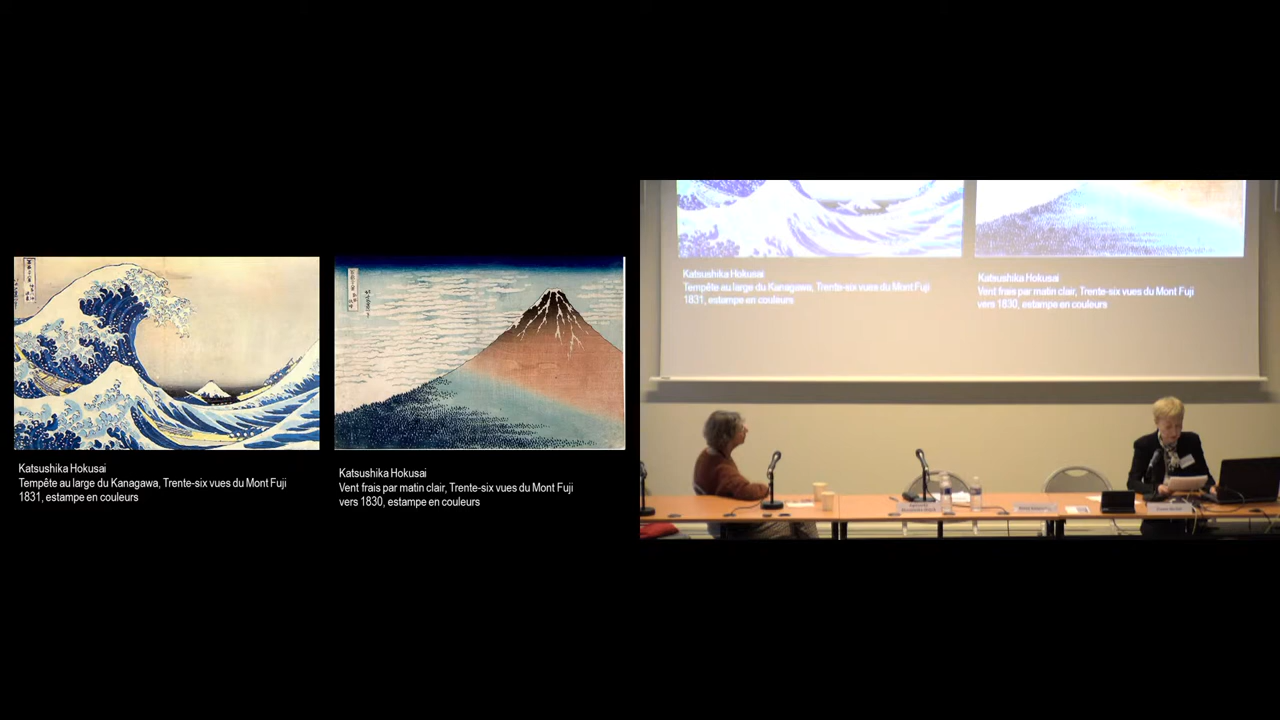 Katsushika Hokusai
Tempête au large du Kanagawa, Trente-six vues du Mont Fuji
1831, estampe en couleurs
Katsushika Hokusai
Vent frais par matin clair, Trente-six vues du Mont Fuji
vers 1830, estampe en couleurs
Katsushika Hokusai
Tempête au large du Kanagawa, Trente-six vues du Mont Fuji
1831, estampe en couleurs
Katsushika Hokusai
Vent frais par matin clair, Trente-six vues du Mont Fuji
vers 1830, estampe en couleurs